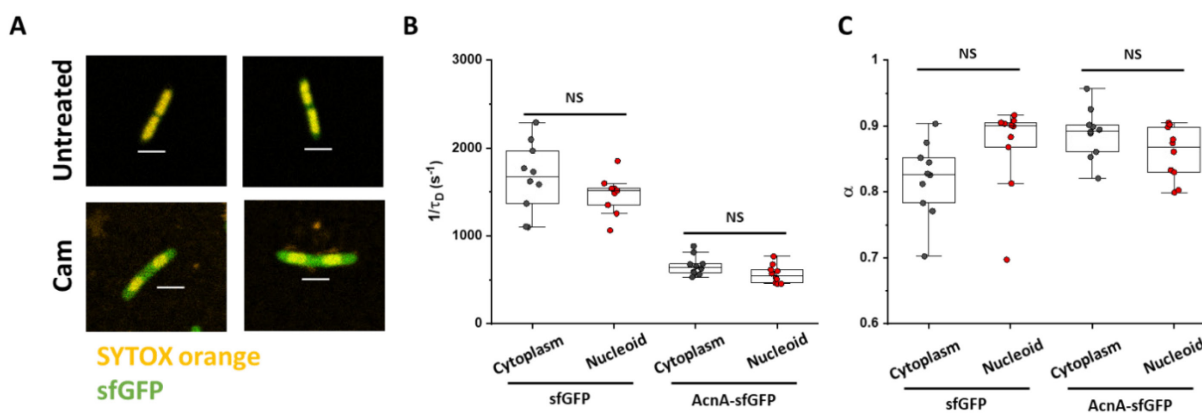 A
Untreated
Cam
SYTOX orange
sfGFP
B
1/τD (s-1)
3000
2000
1000
0
NS
NS
Cytoplasm
Nucleoid
Cytoplasm
Nucleoid
sfGFP
AcnA-sfGFP
C
α
1
0.9
0.8
0.7
0.6
NS
NS
Cytoplasm
Nucleoid
Cytoplasm
Nucleoid
sfGFP
AcnA-sfGFP